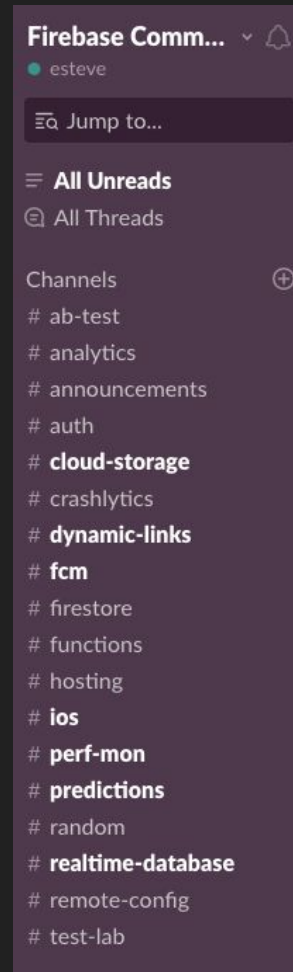 Firebase Comm...
esteve
Jump to...
All Unreads
All Threads
Channels
# ab-test
# analytics
# announcements
# auth
# cloud-storage
# crashlytics
# dynamic-links
# fcm
# firestore
# functions
# hosting
# ios
# perf-mon
# predictions
# random
# realtime-database
# remote-config
# test-lab